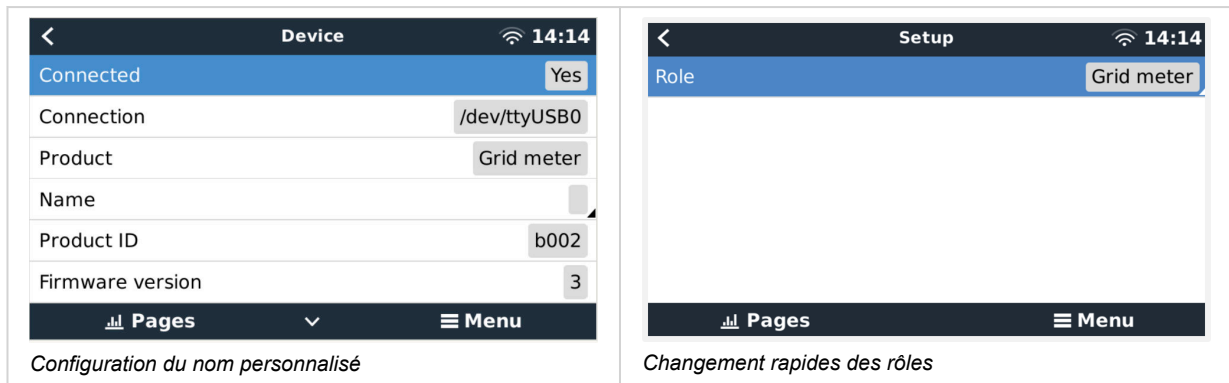 Device 14:14
Connected Yes
Connection /dev/ttyUSB0
Product Grid meter
Name
Product ID b002
Firmware version 3
Pages Menu
Configuration du nom personnalisé
Setup 14:14
Role Grid meter
Pages Menu
Changement rapides des rôles